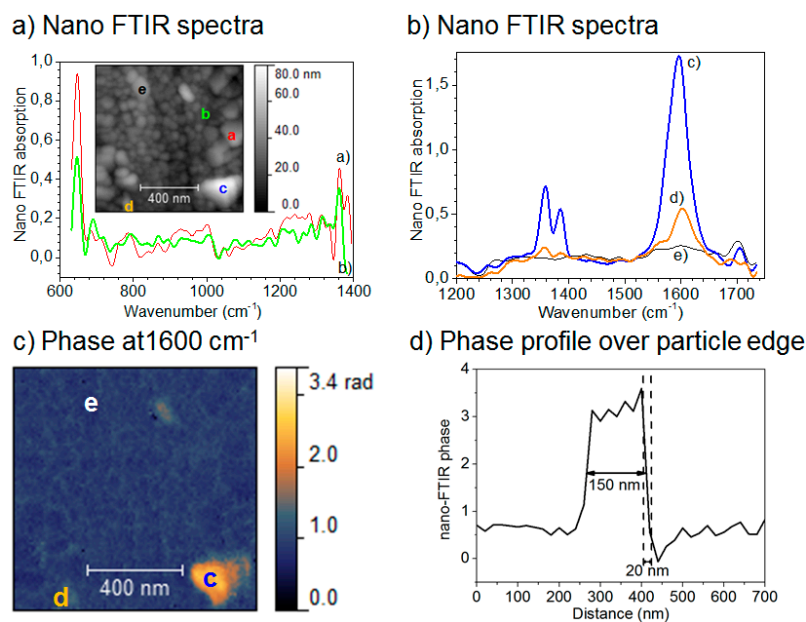 a) Nano FTIR spectra
b) Nano FTIR spectra
Nano FTIR absorption
1,0
0,8
0,6
0,4
0,2
0,0
600
800
1000
1200
1400
Wavenumber (cm-1)
e
b
a
c
d
400 nm
80.0 nm
60.0
40.0
20.0
0.0
a)
b)
Nano FTIR absorption
1,5
1,0
0,5
0,0
1200
1300
1400
1500
1600
1700
Wavenumber (cm-1)
c)
d)
e)
c) Phase at1600 cm-1
d) Phase profile over particle edge
e
d
c
400 nm
3.4 rad
2.0
1.0
0.0
nano-FTIR phase
4
3
2
1
0
150 nm
20 nm
0
100
200
300
400
500
600
700
Distance (nm)